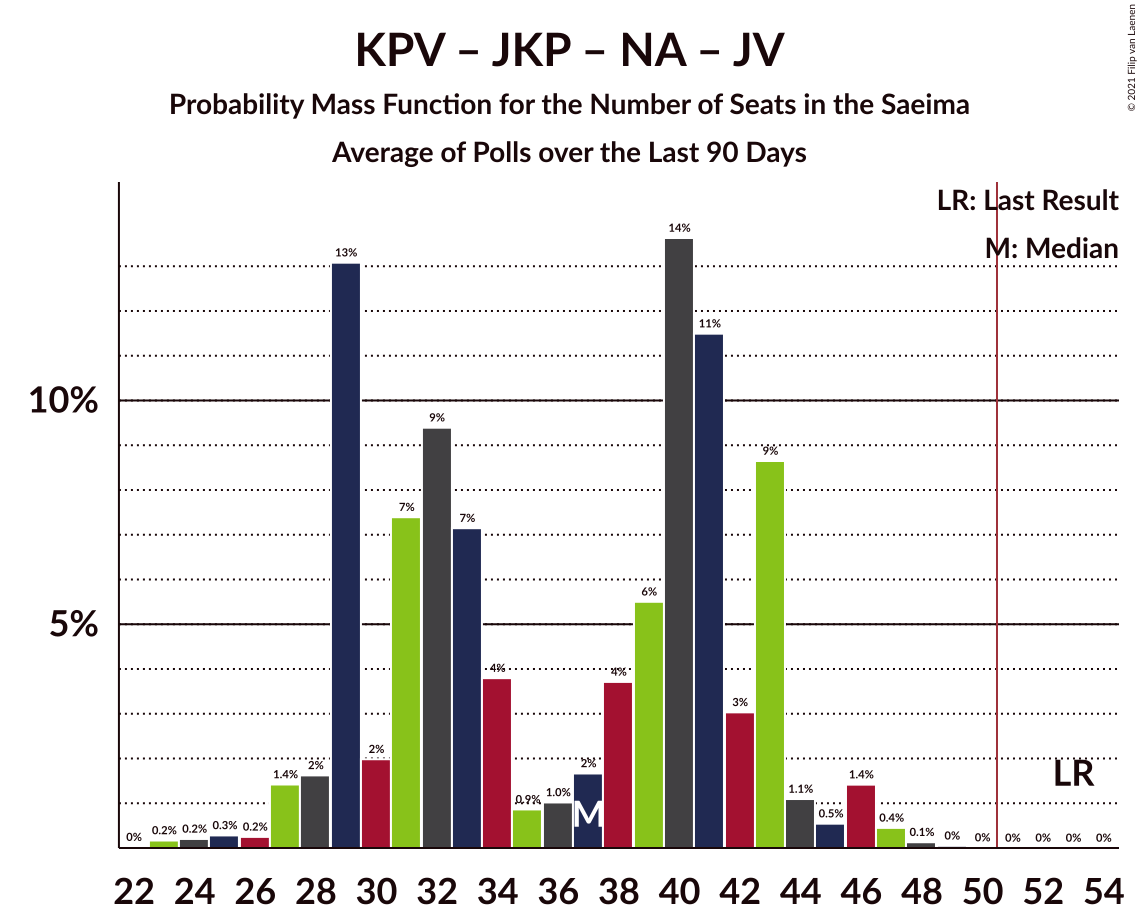 KPV – JKP – NA – JV
Probability Mass Function for the Number of Seats in the Saeima
Average of Polls over the Last 90 Days
© 2021 Filip van Laenen
LR: Last Result
M: Median
10%
5%
0% 0.2% 0.2% 0.3% 0.2% 1.4% 2% 13% 2% 7% 9% 7% 4% 0.9% 1.0% 2% 4% 6% 14% 11% 3% 9% 1.1% 0.5% 1.4% 0.4% 0.1% 0% 0% 0% 0% 0% 0%
M
LR
22 24 26 28 30 32 34 36 38 40 42 44 46 48 50 52 54